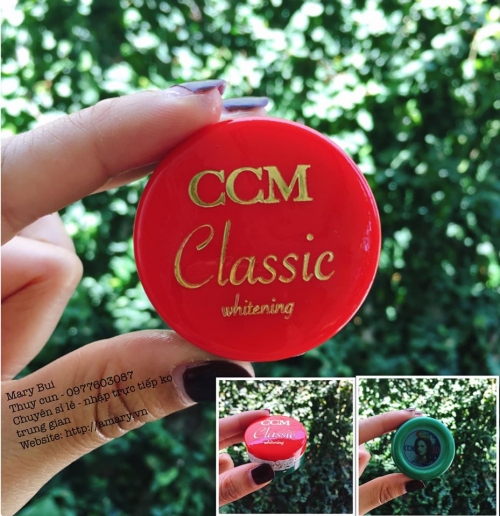 CCM
Classic
whitening
Mary Bui
Thuy cun - 0977603087
Chuyên sỉ lẻ - nhập trực tiếp ko
trung gian
Website: http://amary.vn
CCM
Classic
whitening